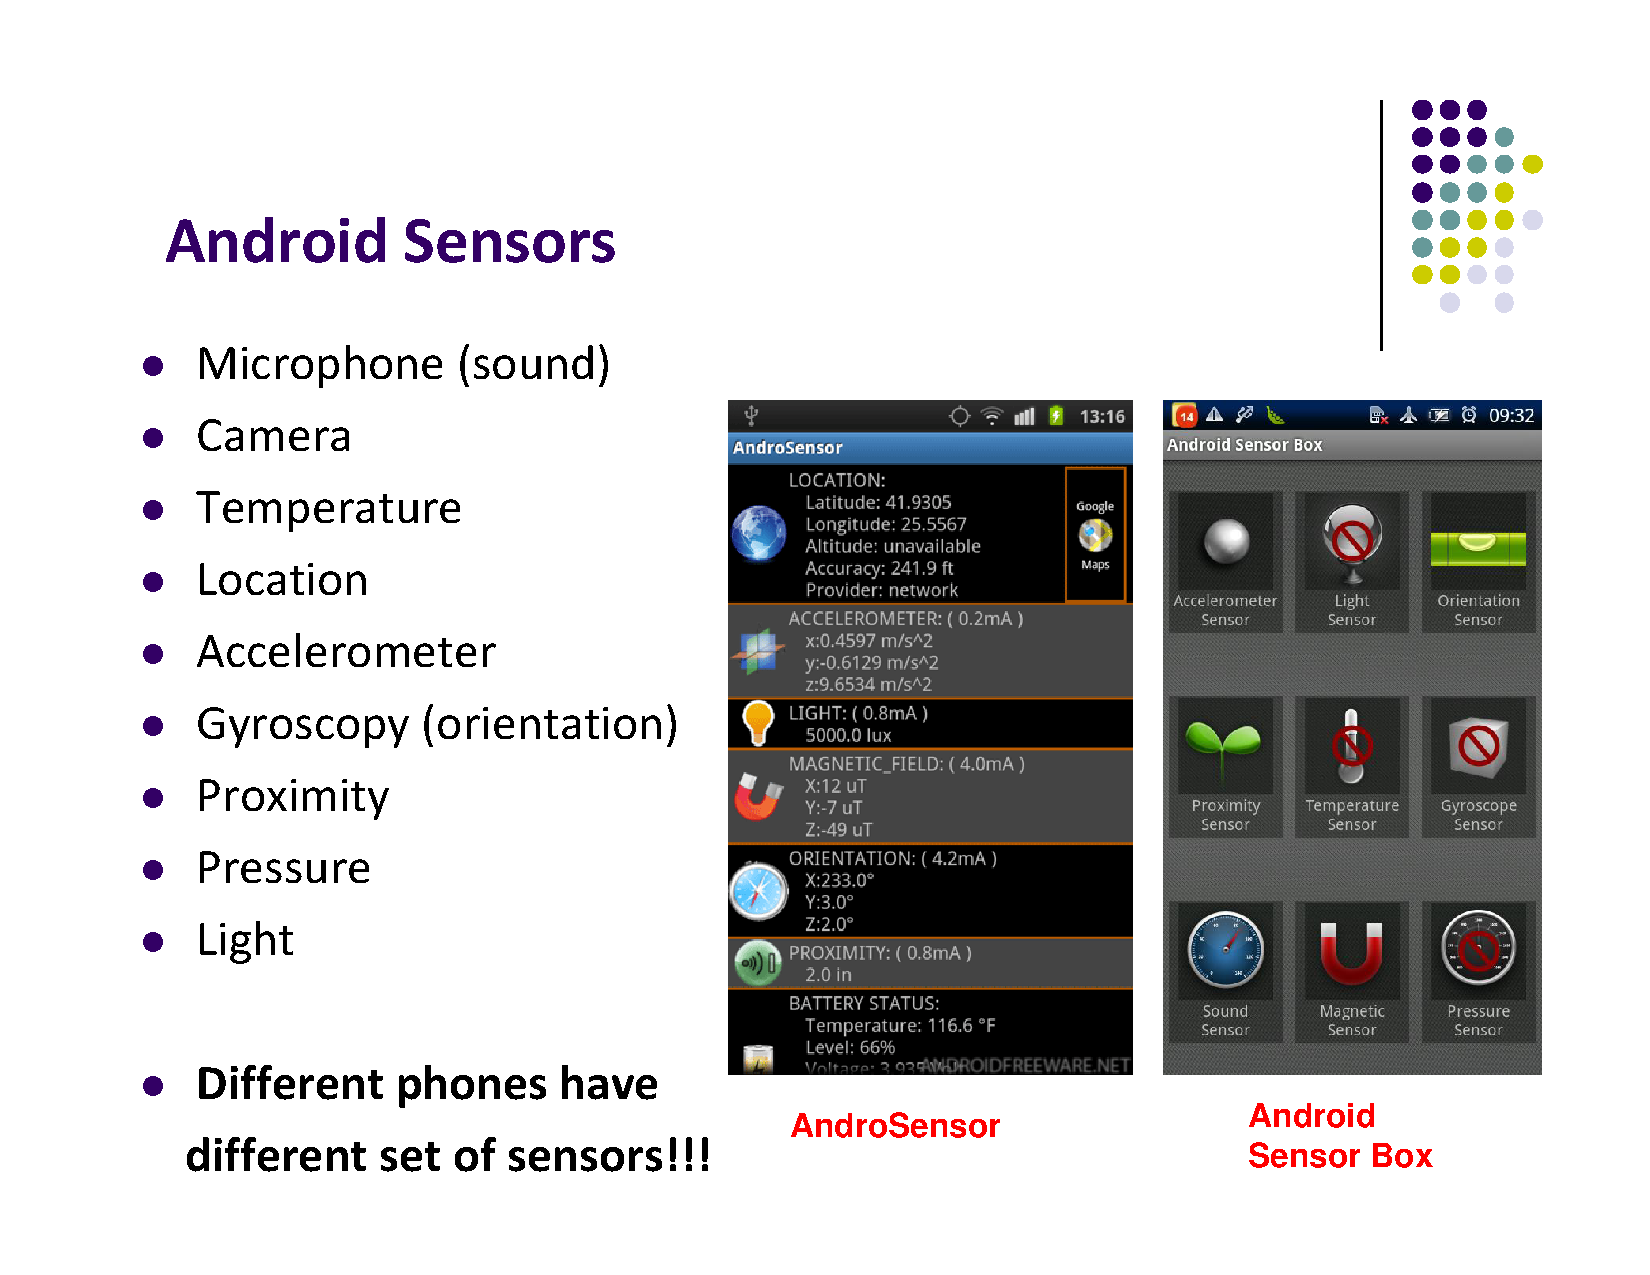 Android Sensors
Microphone (sound)
Camera
Temperature
Location
Accelerometer
Gyroscopy (orientation)
Proximity
Pressure
Light
Different phones have
different set of sensors!!!
13:16
AndroSensor
LOCATION:
Latitude: 41.9305
Longitude: 25.5567
Altitude: unavailable
Accuracy: 241.9 ft
Provider: network
Google
Maps
ACCELEROMETER: ( 0.2mA )
x:0.4597 m/s^2
y:-0.6129 m/s^2
z:9.6534 m/s^2
LIGHT: ( 0.8mA )
5000.0 lux
MAGNETIC_FIELD: ( 4.0mA )
X:12 uT
Y:-7 uT
Z:-49 uT
ORIENTATION: ( 4.2mA )
X:233.0°
Y:3.0°
Z:2.0°
PROXIMITY: ( 0.8mA )
2.0 in
BATTERY STATUS:
Temperature: 116.6 °F
Level: 66%
Voltage: 3.935
ANDROIDFREEWARE.NET
AndroSensor
14
09:32
Android Sensor Box
Accelerometer Sensor
Light Sensor
Orientation Sensor
Proximity Sensor
Temperature Sensor
Gyroscope Sensor
Sound Sensor
Magnetic Sensor
Pressure Sensor
Android
Sensor Box